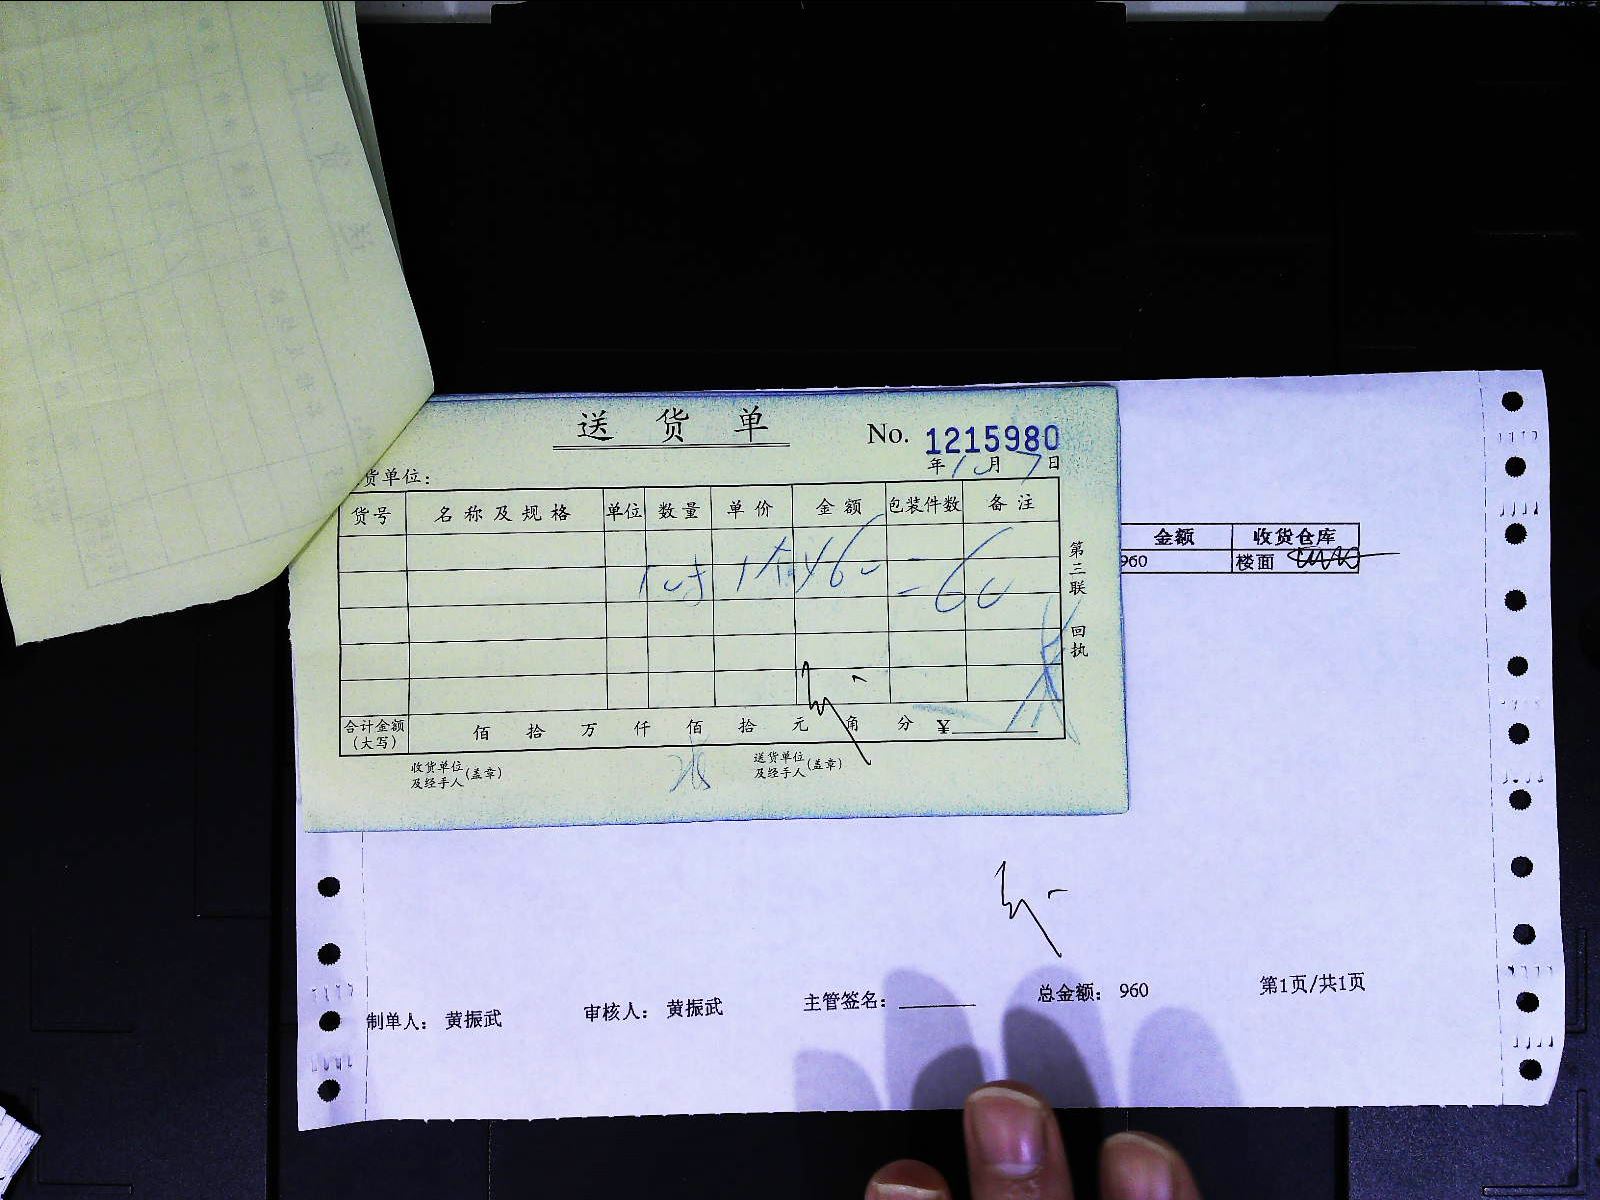 送 货 单
No. 1215980
年 10 月 7 日
货单位：
货号 名称及规格 单位 数量 单价 金额 包装件数 备注
合计金额（大写） 佰 拾 万 仟 佰 拾 元 角 分 ¥
收货单位及经手人（盖章） 送货单位及经手人（盖章）
第三联 回执
金额 收货仓库
960 楼面
制单人： 黄振武 审核人： 黄振武 主管签名： 总金额： 960 第1页/共1页